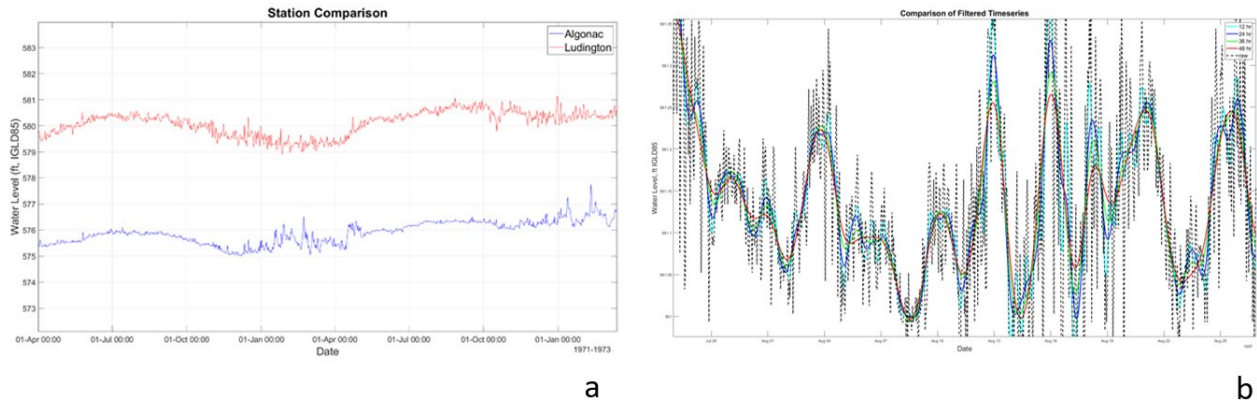 Station Comparison
Algonac
Ludington
583
582
581
580
579
578
577
576
575
574
573
Water Level (ft, IGLD85)
01-Apr 00:00 01-Jul 00:00 01-Oct 00:00 01-Jan 00:00 01-Apr 00:00 01-Jul 00:00 01-Oct 00:00 01-Jan 00:00
Date
1971-1973
a
Comparison of Filtered Timeseries
12 hr
24 hr
36 hr
48 hr
Water Level, ft IGLD85
Date
b